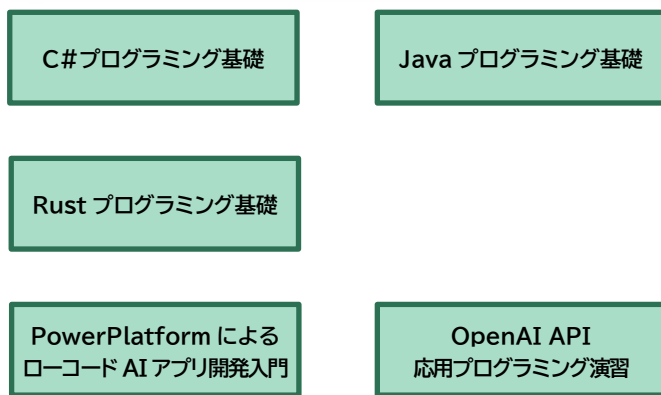 C#プログラミング基礎
Java プログラミング基礎
Rust プログラミング基礎
PowerPlatform による
ローコード AI アプリ開発入門
OpenAI API
応用プログラミング演習